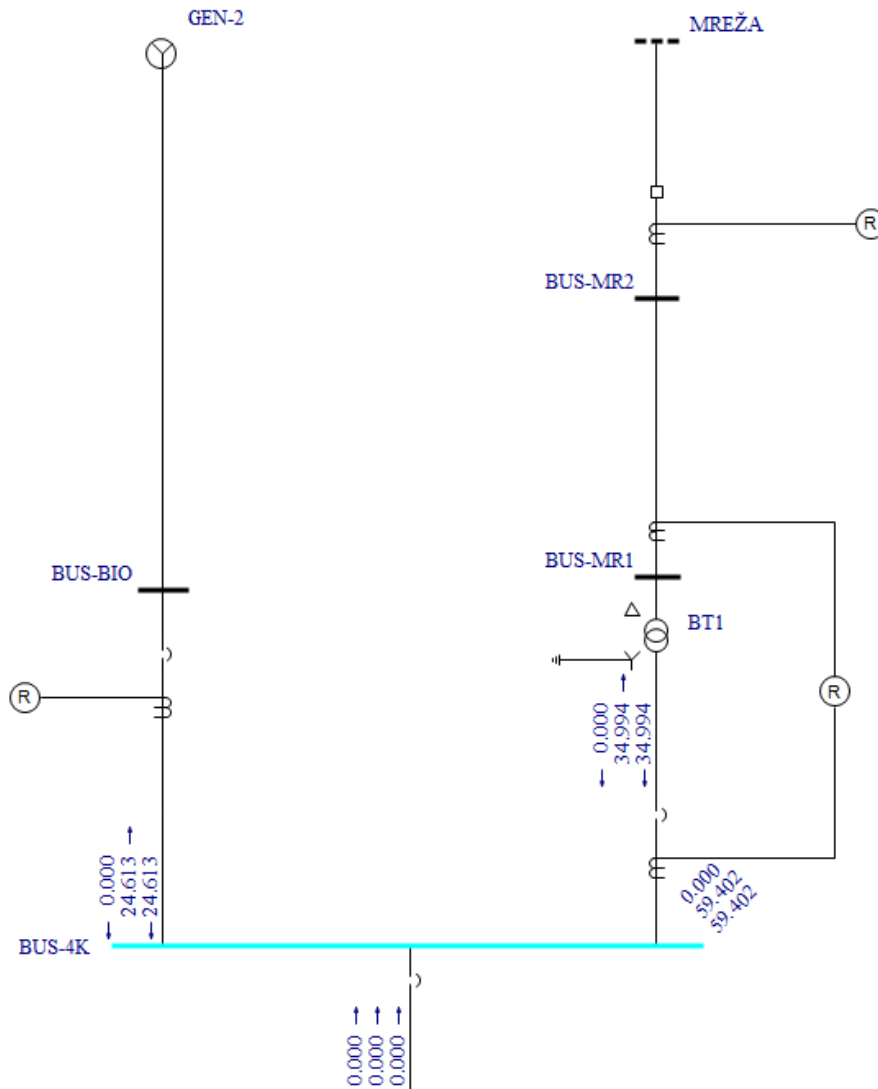 GEN-2
MREŽA
R
BUS-MR2
BUS-MR1
BUS-BIO
BT1
R
R
0.000
34.994
34.994
0.000
24.613
24.613
0.000
59.402
59.402
BUS-4K
0.000
0.000
0.000